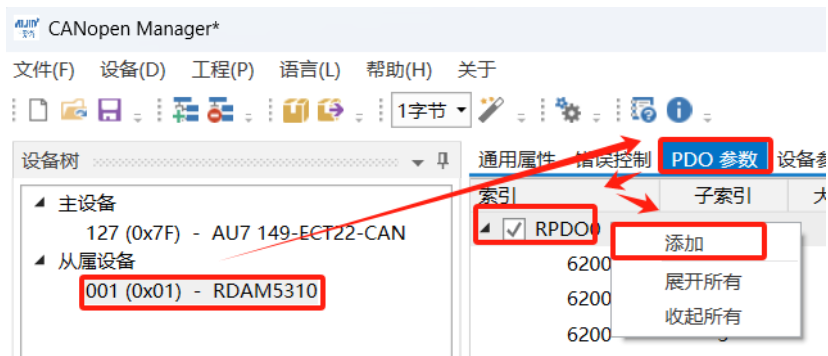 CANopen Manager*
文件(F) 设备(D) 工程(P) 语言(L) 帮助(H) 关于
1字节
设备树
通用属性 错误控制 PDO 参数
主设备
127 (0x7F) - AU7 149-ECT22-CAN
从属设备
001 (0x01) - RDAM5310
索引 子索引
RPDO0
6200
6200
6200
添加
展开所有
收起所有